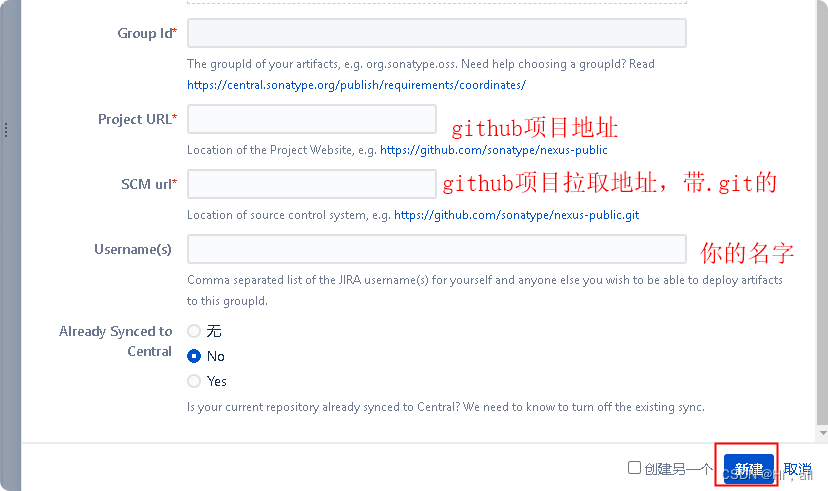 Group Id*
The groupId of your artifacts, e.g. org.sonatype.oss. Need help choosing a groupId? Read
https://central.sonatype.org/publish/requirements/coordinates/
Project URL*
github项目地址
Location of the Project Website, e.g. https://github.com/sonatype/nexus-public
SCM url*
github项目拉取地址，带.git的
Location of source control system, e.g. https://github.com/sonatype/nexus-public.git
Username(s)
你的名字
Comma separated list of the JIRA username(s) for yourself and anyone else you wish to be able to deploy artifacts
to this groupId.
Already Synced to
Central
无
No
Yes
Is your current repository already synced to Central? We need to know to turn off the existing sync.
创建另一个 新建 取消
CSDN @Hi , all